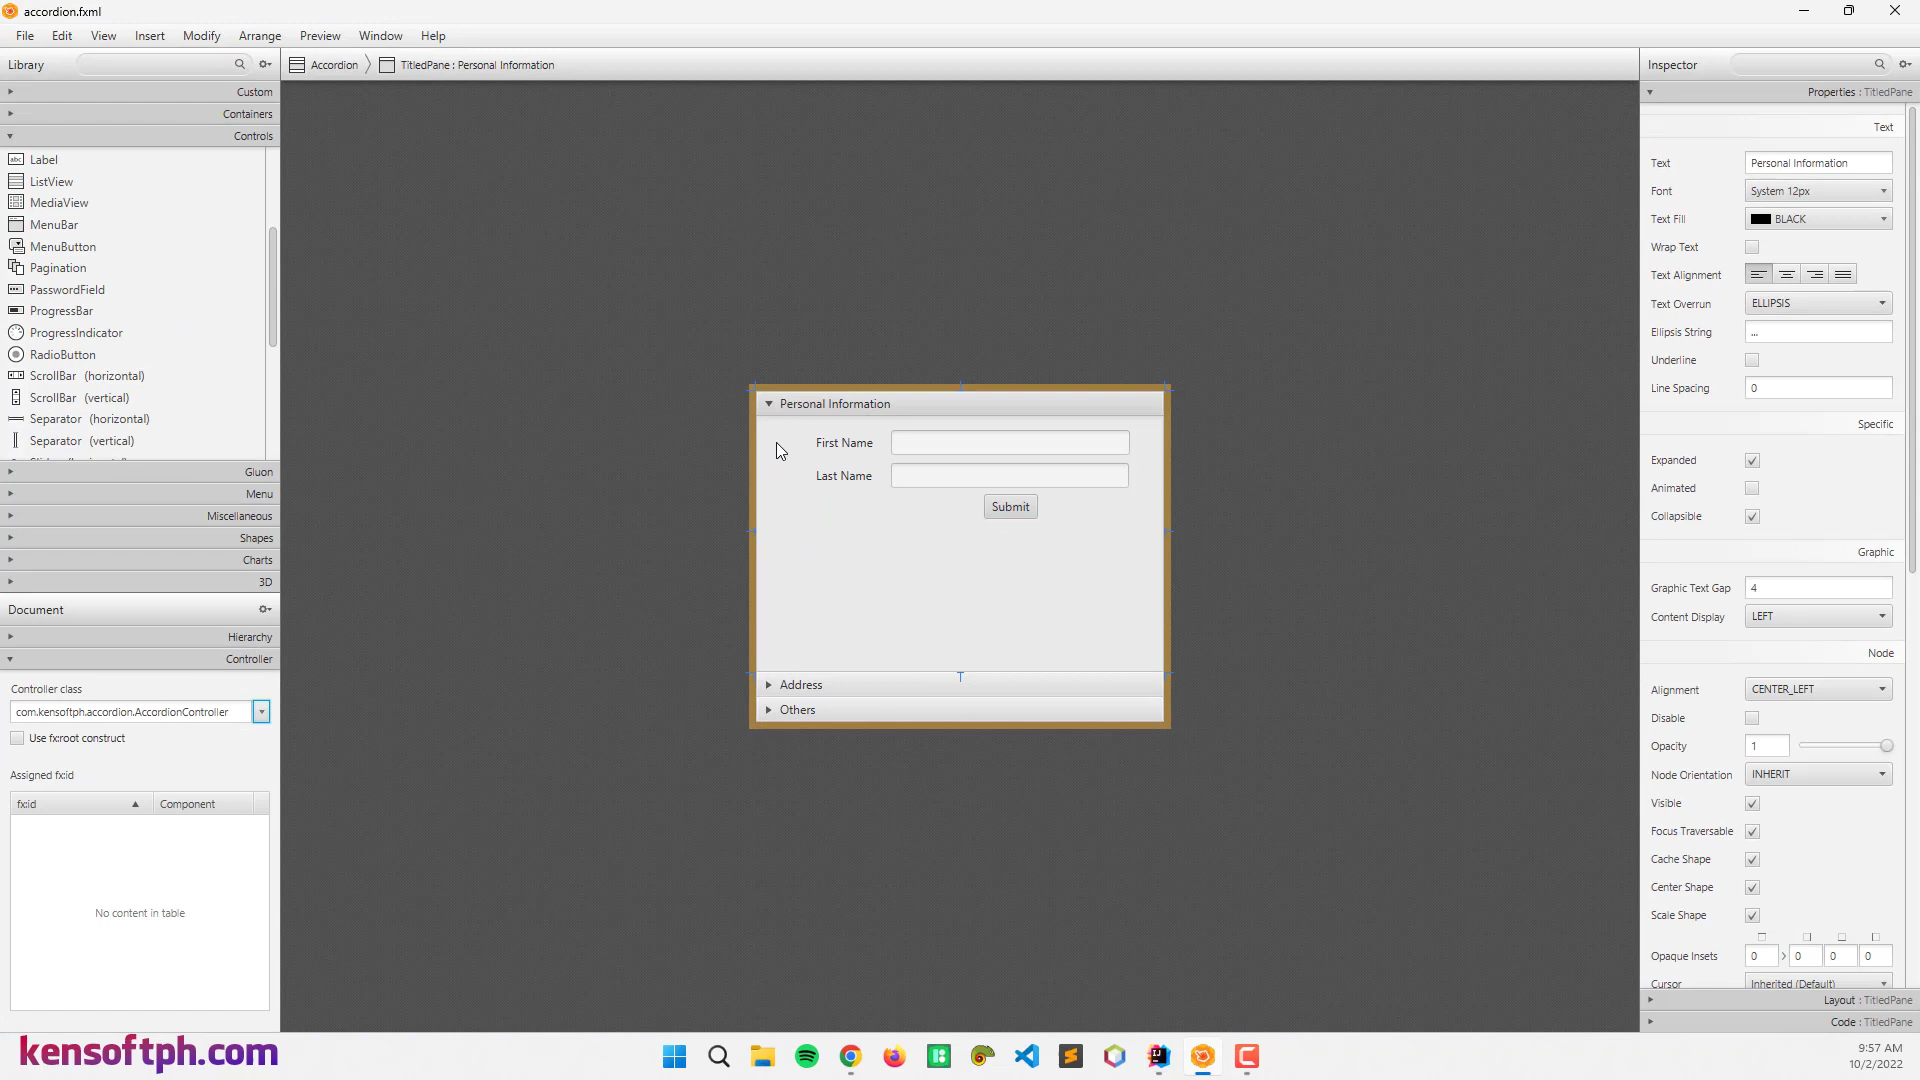 accordion.fxml
File Edit View Insert Modify Arrange Preview Window Help
Library
Accordion
TitledPane : Personal Information
Inspector
Custom
Containers
Controls
Label
ListView
MediaView
MenuBar
MenuButton
Pagination
PasswordField
ProgressBar
ProgressIndicator
RadioButton
ScrollBar (horizontal)
ScrollBar (vertical)
Separator (horizontal)
Separator (vertical)
Gluon
Menu
Miscellaneous
Shapes
Charts
3D
Document
Hierarchy
Controller
Controller class
com.kensoftph.accordion.AccordionController
Use fx:root construct
Assigned fx:id
fx:id Component
No content in table
Personal Information
First Name
Last Name
Submit
Address
Others
Properties : TitledPane
Text
Text Personal Information
Font System 12px
Text Fill BLACK
Wrap Text
Text Alignment
Text Overrun ELLIPSIS
Ellipsis String ...
Underline
Line Spacing 0
Specific
Expanded
Animated
Collapsible
Graphic
Graphic Text Gap 4
Content Display LEFT
Node
Alignment CENTER_LEFT
Disable
Opacity 1
Node Orientation INHERIT
Visible
Focus Traversable
Cache Shape
Center Shape
Scale Shape
Opaque Insets 0 0 0 0
Cursor Inherited (Default)
Layout : TitledPane
Code : TitledPane
kensoftph.com
9:57 AM
10/2/2022